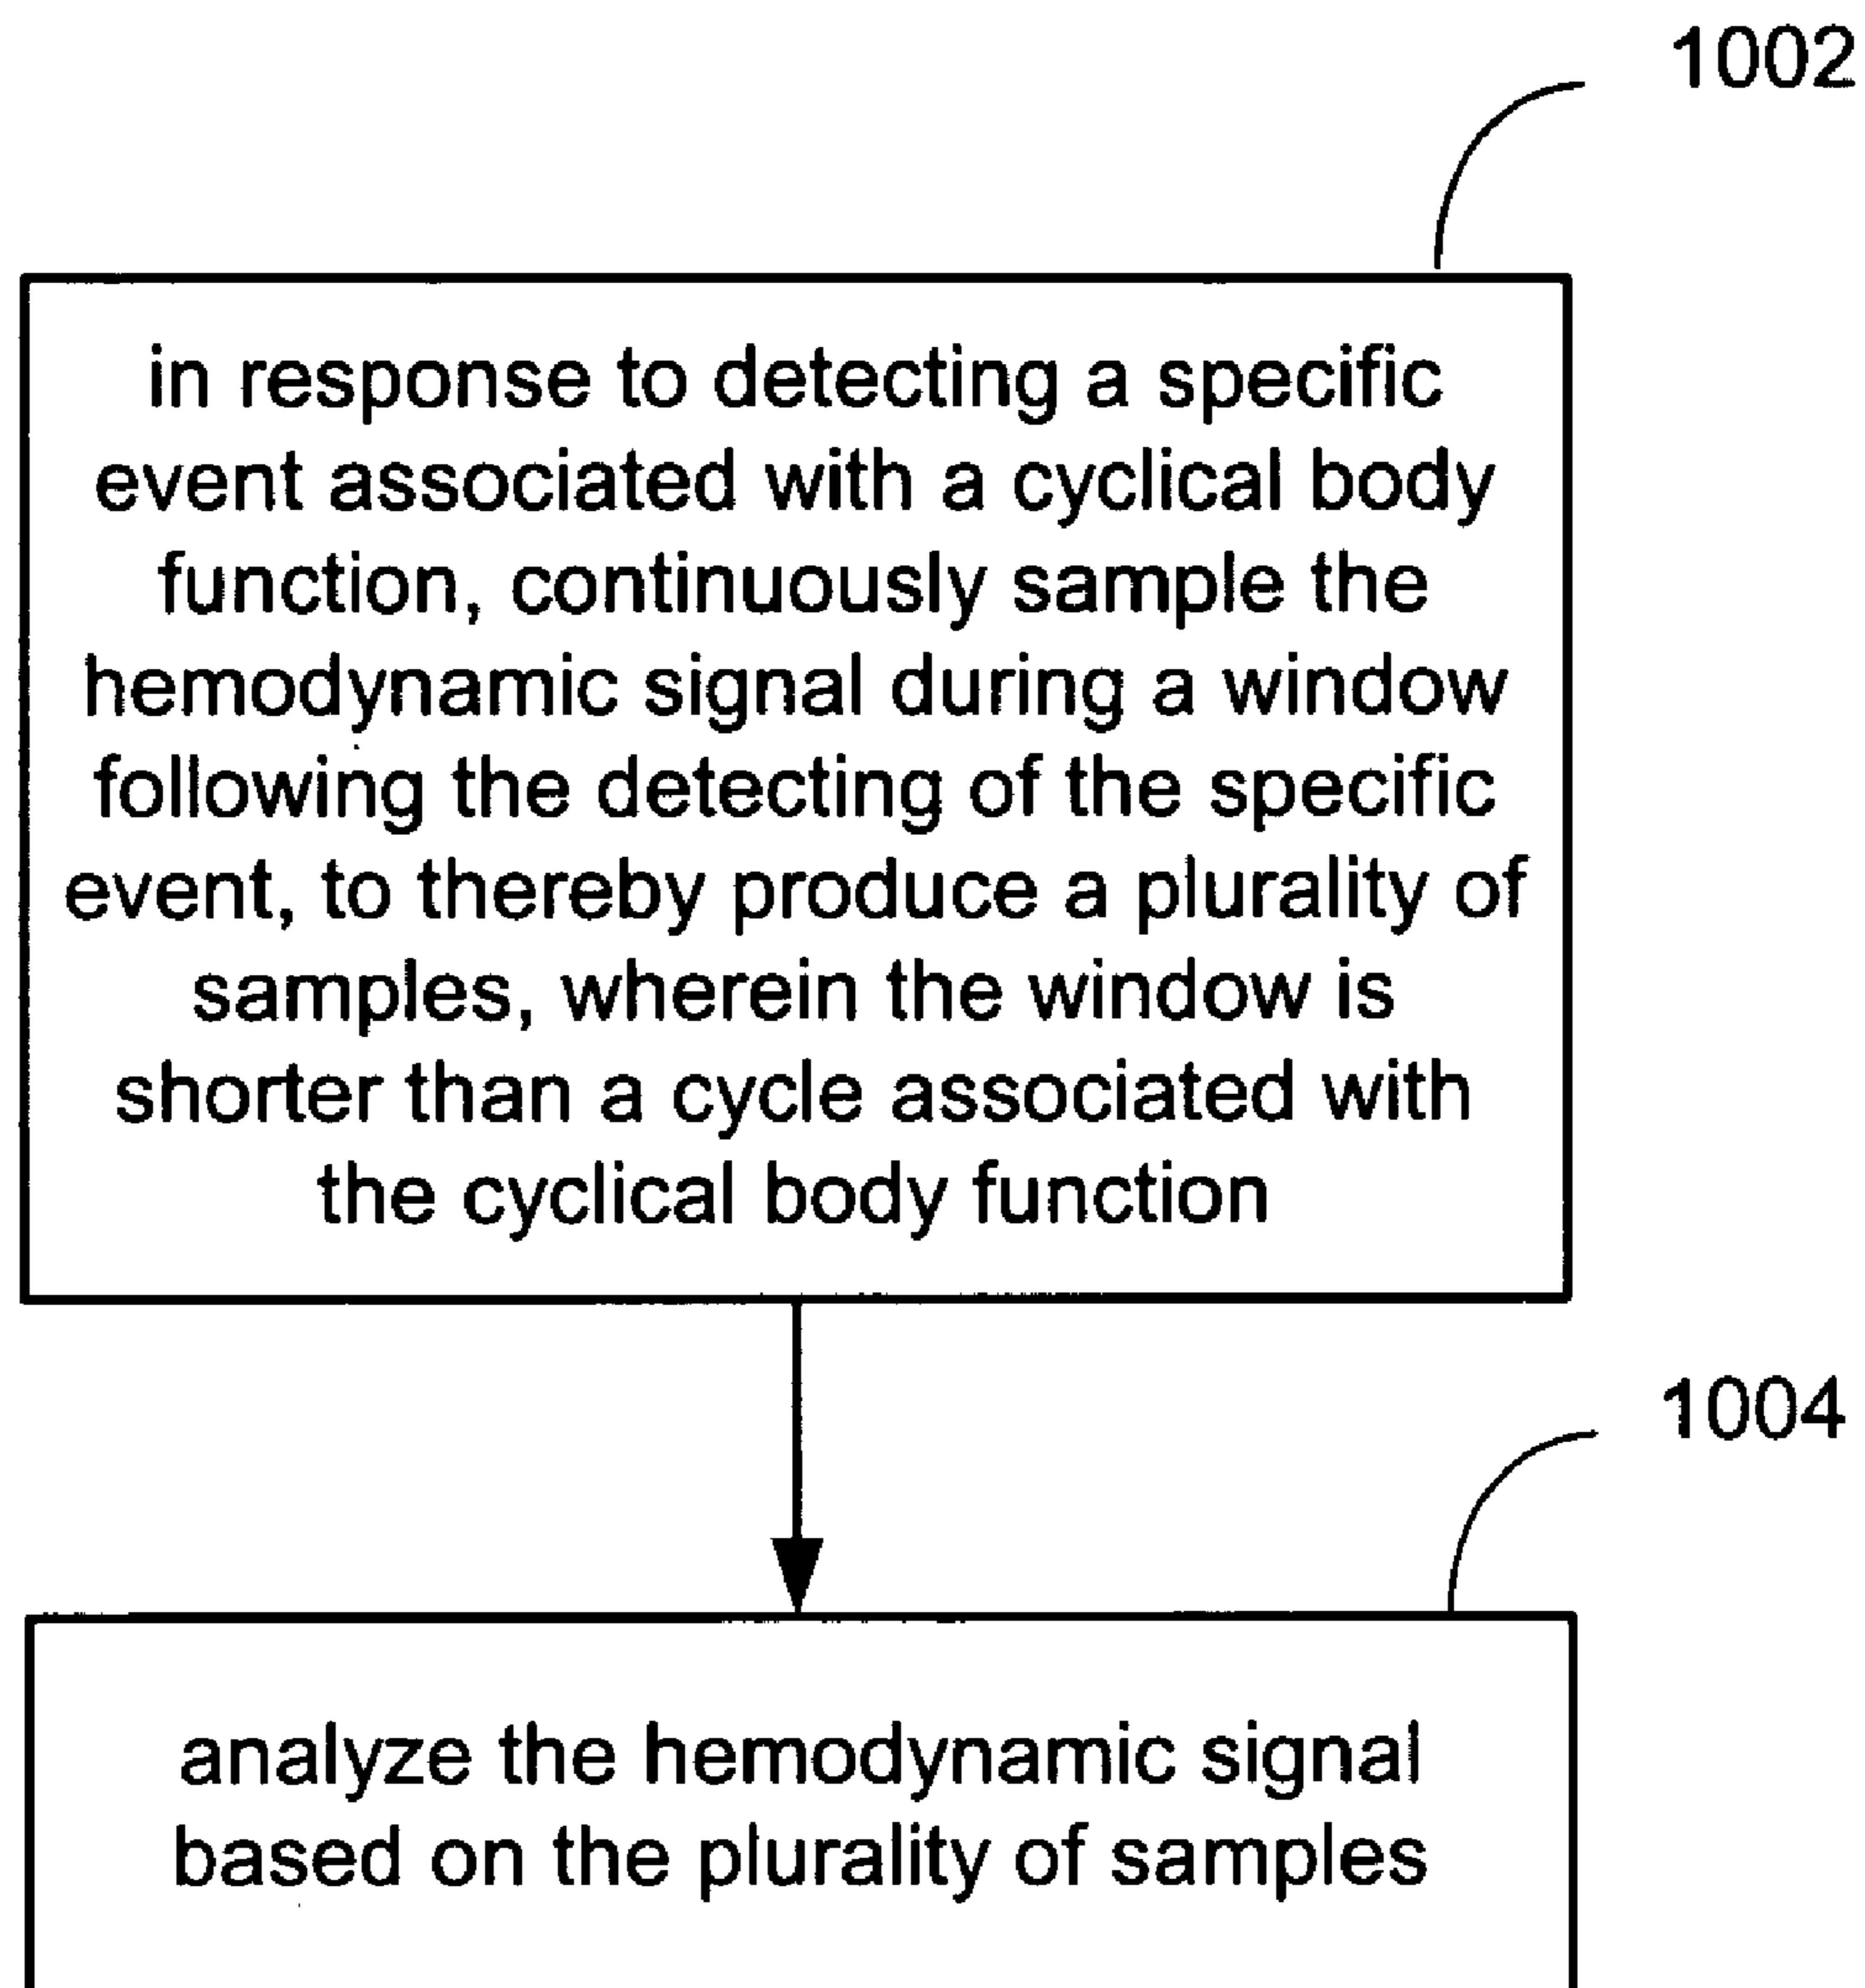 1002
in response to detecting a specific
event associated with a cyclical body
function, continuously sample the
hemodynamic signal during a window
following the detecting of the specific
event, to thereby produce a plurality of
samples, wherein the window is
shorter than a cycle associated with
the cyclical body function
1004
analyze the hemodynamic signal
based on the plurality of samples